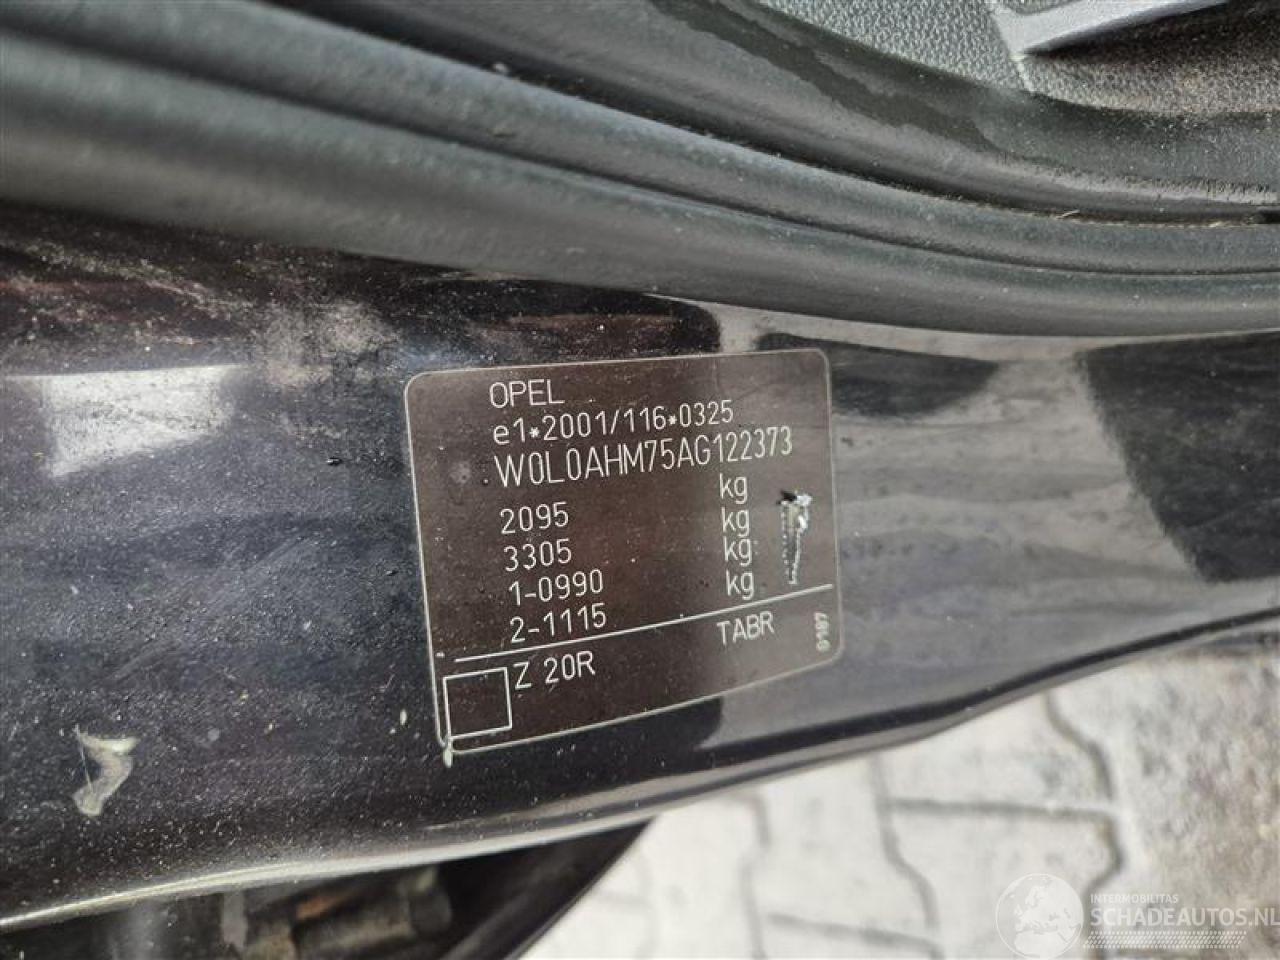 OPEL
e1*2001/116*0325
W0L0AHM75AG122373
kg
2095 kg
3305 kg
1-0990 kg
2-1115
Z 20R TABR
INTERMOBILITAS
SCHADEAUTOS.NL